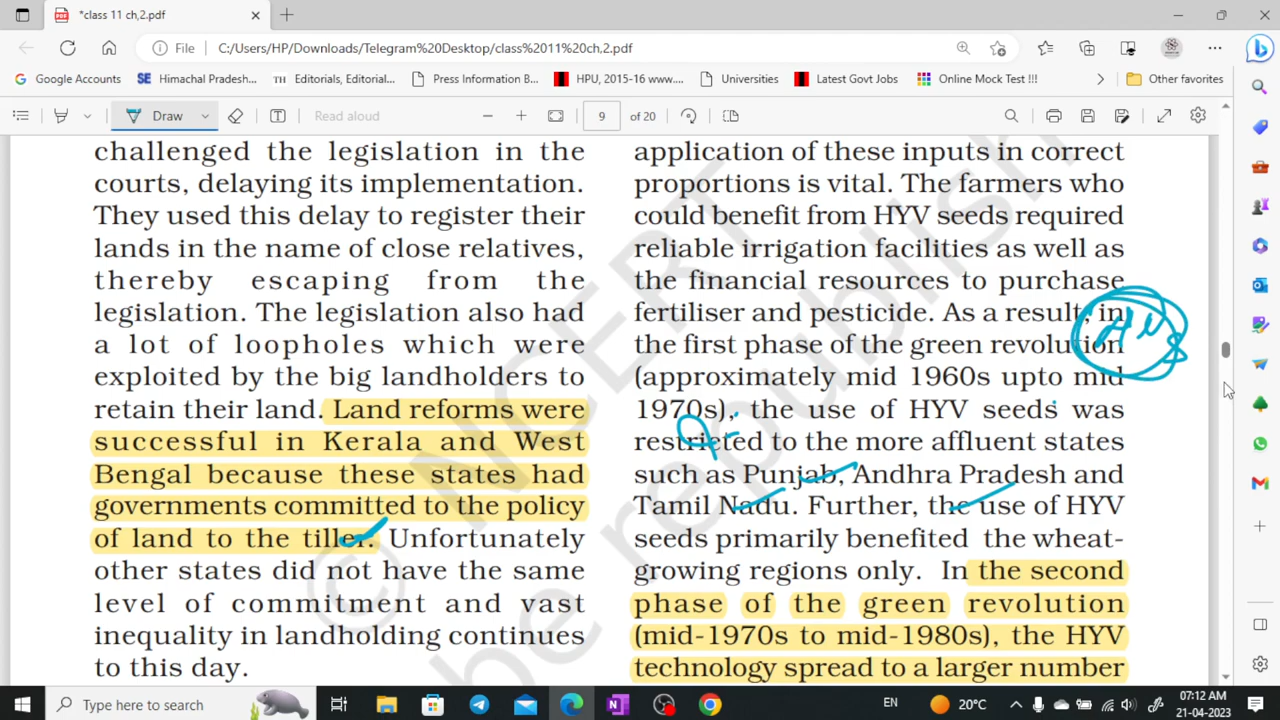 *class 11 ch,2.pdf
File
C:/Users/HP/Downloads/Telegram%20Desktop/class%2011%20ch,2.pdf
Google Accounts
SE Himachal Pradesh...
TH Editorials, Editorial...
Press Information B...
HPU, 2015-16 www....
Universities
Latest Govt Jobs
Online Mock Test !!!
Other favorites
Draw
Read aloud
9 of 20
challenged the legislation in the
courts, delaying its implementation.
They used this delay to register their
lands in the name of close relatives,
thereby escaping from the
legislation. The legislation also had
a lot of loopholes which were
exploited by the big landholders to
retain their land. Land reforms were
successful in Kerala and West
Bengal because these states had
governments committed to the policy
of land to the tiller. Unfortunately
other states did not have the same
level of commitment and vast
inequality in landholding continues
to this day.
application of these inputs in correct
proportions is vital. The farmers who
could benefit from HYV seeds required
reliable irrigation facilities as well as
the financial resources to purchase
fertiliser and pesticide. As a result, in
the first phase of the green revolution
(approximately mid 1960s upto mid
1970s), the use of HYV seeds was
restricted to the more affluent states
such as Punjab, Andhra Pradesh and
Tamil Nadu. Further, the use of HYV
seeds primarily benefited the wheat-
growing regions only. In the second
phase of the green revolution
(mid-1970s to mid-1980s), the HYV
technology spread to a larger number
© NCERT
be republish
Type here to search
EN
20°C
07:12 AM
21-04-2023